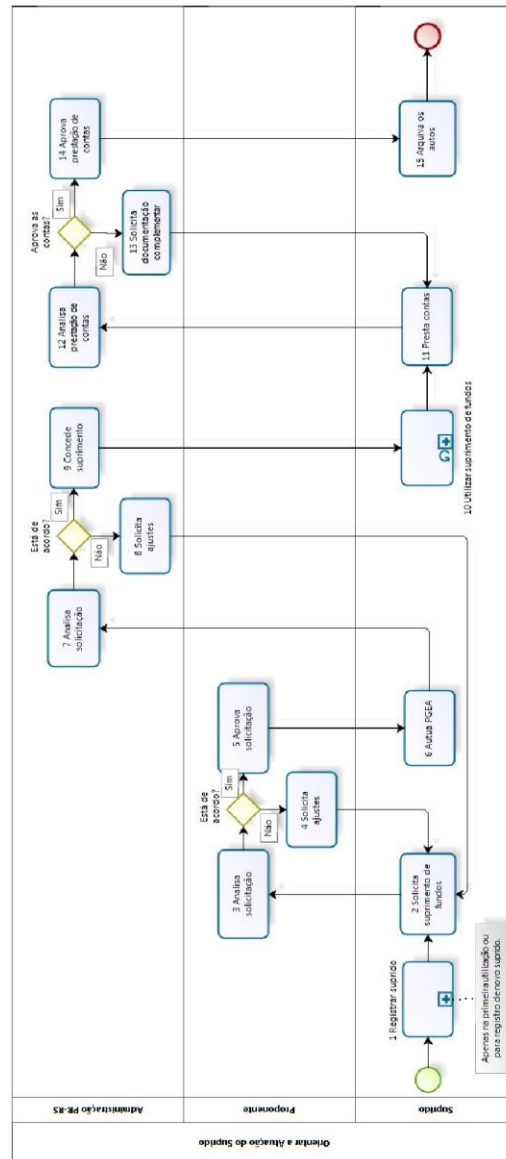 Orientar a Atuação do Suprido
Administração PR-RS
Proponente
Suprido
1 Registrar suprido
Apenas na primeira utilização ou
para registro de novo suprido.
2 Solicita
suprimento de
fundos
3 Analisa
solicitação
Está de
acordo?
Sim
Não
4 Solicita
ajustes
5 Aprova
solicitação
6 Autua PGEA
7 Analisa
solicitação
Está de
acordo?
Sim
Não
8 Solicita
ajustes
9 Concede
suprimento
10 Utilizar suprimento de fundos
11 Presta contas
12 Analisa
prestação de
contas
Aprova as
contas?
Sim
Não
13 Solicita
documentação
complementar
14 Aprova
prestação de
contas
15 Arquiva os
autos